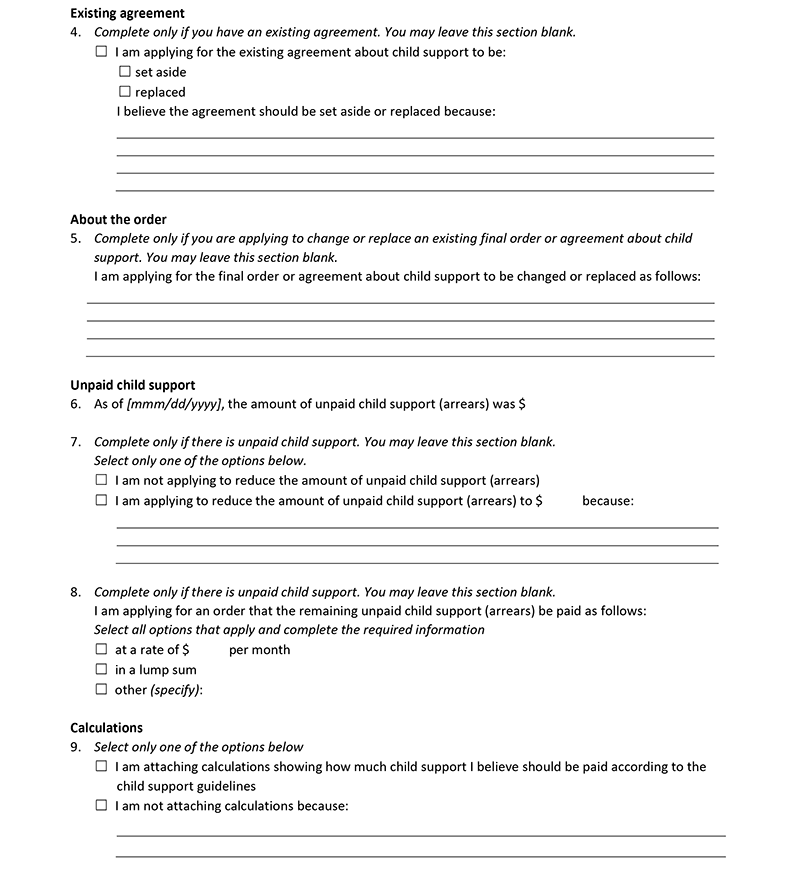 Existing agreement
4. Complete only if you have an existing agreement. You may leave this section blank.
☐ I am applying for the existing agreement about child support to be:
☐ set aside
☐ replaced
I believe the agreement should be set aside or replaced because:
About the order
5. Complete only if you are applying to change or replace an existing final order or agreement about child
support. You may leave this section blank.
I am applying for the final order or agreement about child support to be changed or replaced as follows:
Unpaid child support
6. As of [mmm/dd/yyyy], the amount of unpaid child support (arrears) was $
7. Complete only if there is unpaid child support. You may leave this section blank.
Select only one of the options below.
☐ I am not applying to reduce the amount of unpaid child support (arrears)
☐ I am applying to reduce the amount of unpaid child support (arrears) to $ because:
8. Complete only if there is unpaid child support. You may leave this section blank.
I am applying for an order that the remaining unpaid child support (arrears) be paid as follows:
Select all options that apply and complete the required information
☐ at a rate of $ per month
☐ in a lump sum
☐ other (specify):
Calculations
9. Select only one of the options below
☐ I am attaching calculations showing how much child support I believe should be paid according to the
child support guidelines
☐ I am not attaching calculations because: